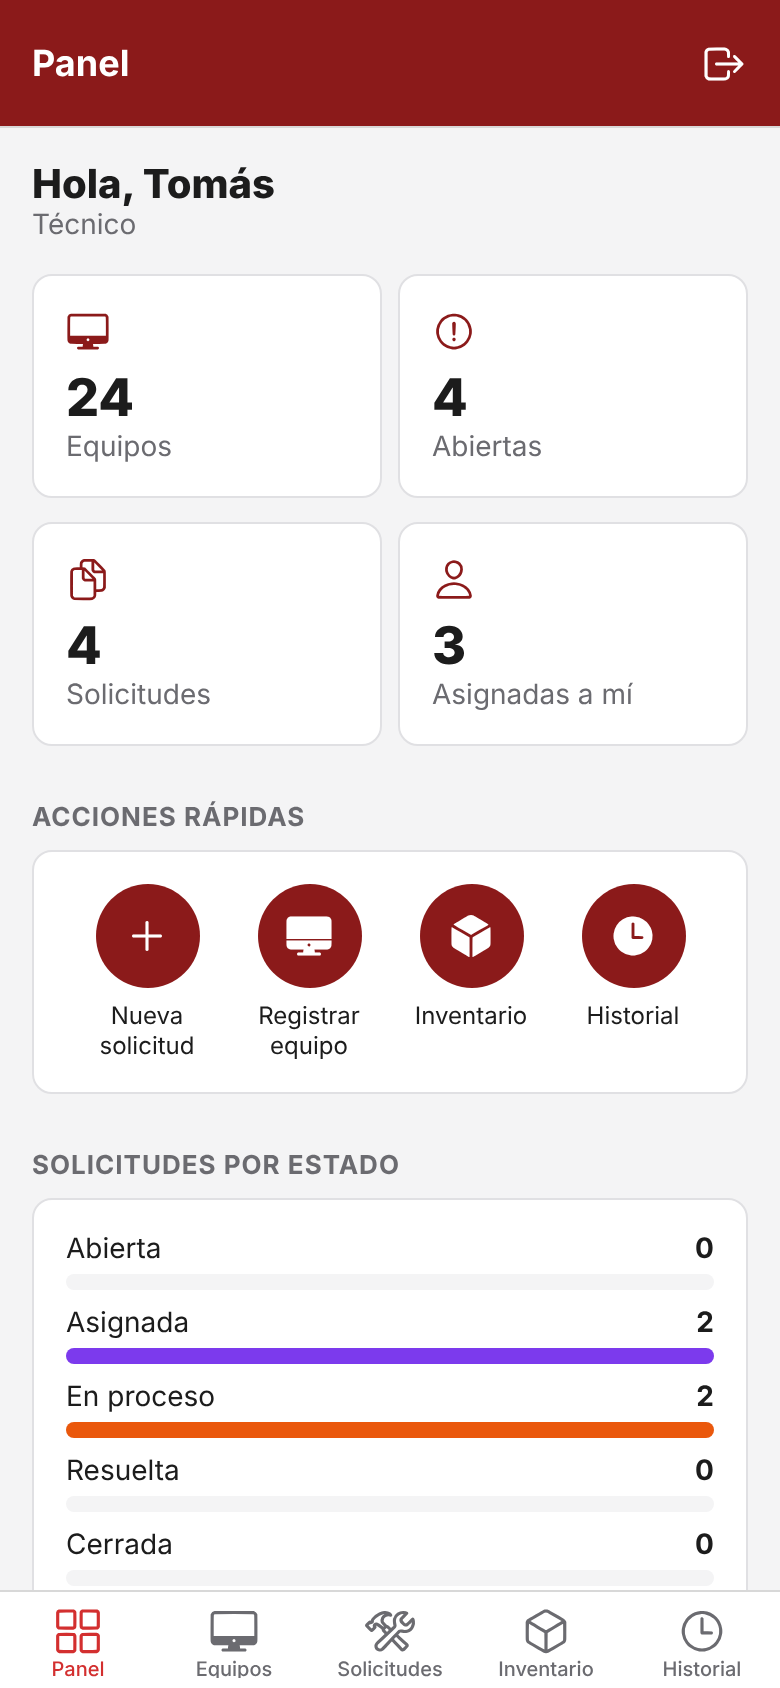 Panel
Hola, Tomás
Técnico
24
Equipos
4
Abiertas
4
Solicitudes
3
Asignadas a mí
ACCIONES RÁPIDAS
Nueva
solicitud
Registrar
equipo
Inventario
Historial
SOLICITUDES POR ESTADO
Abierta 0
Asignada 2
En proceso 2
Resuelta 0
Cerrada 0
Panel Equipos Solicitudes Inventario Historial